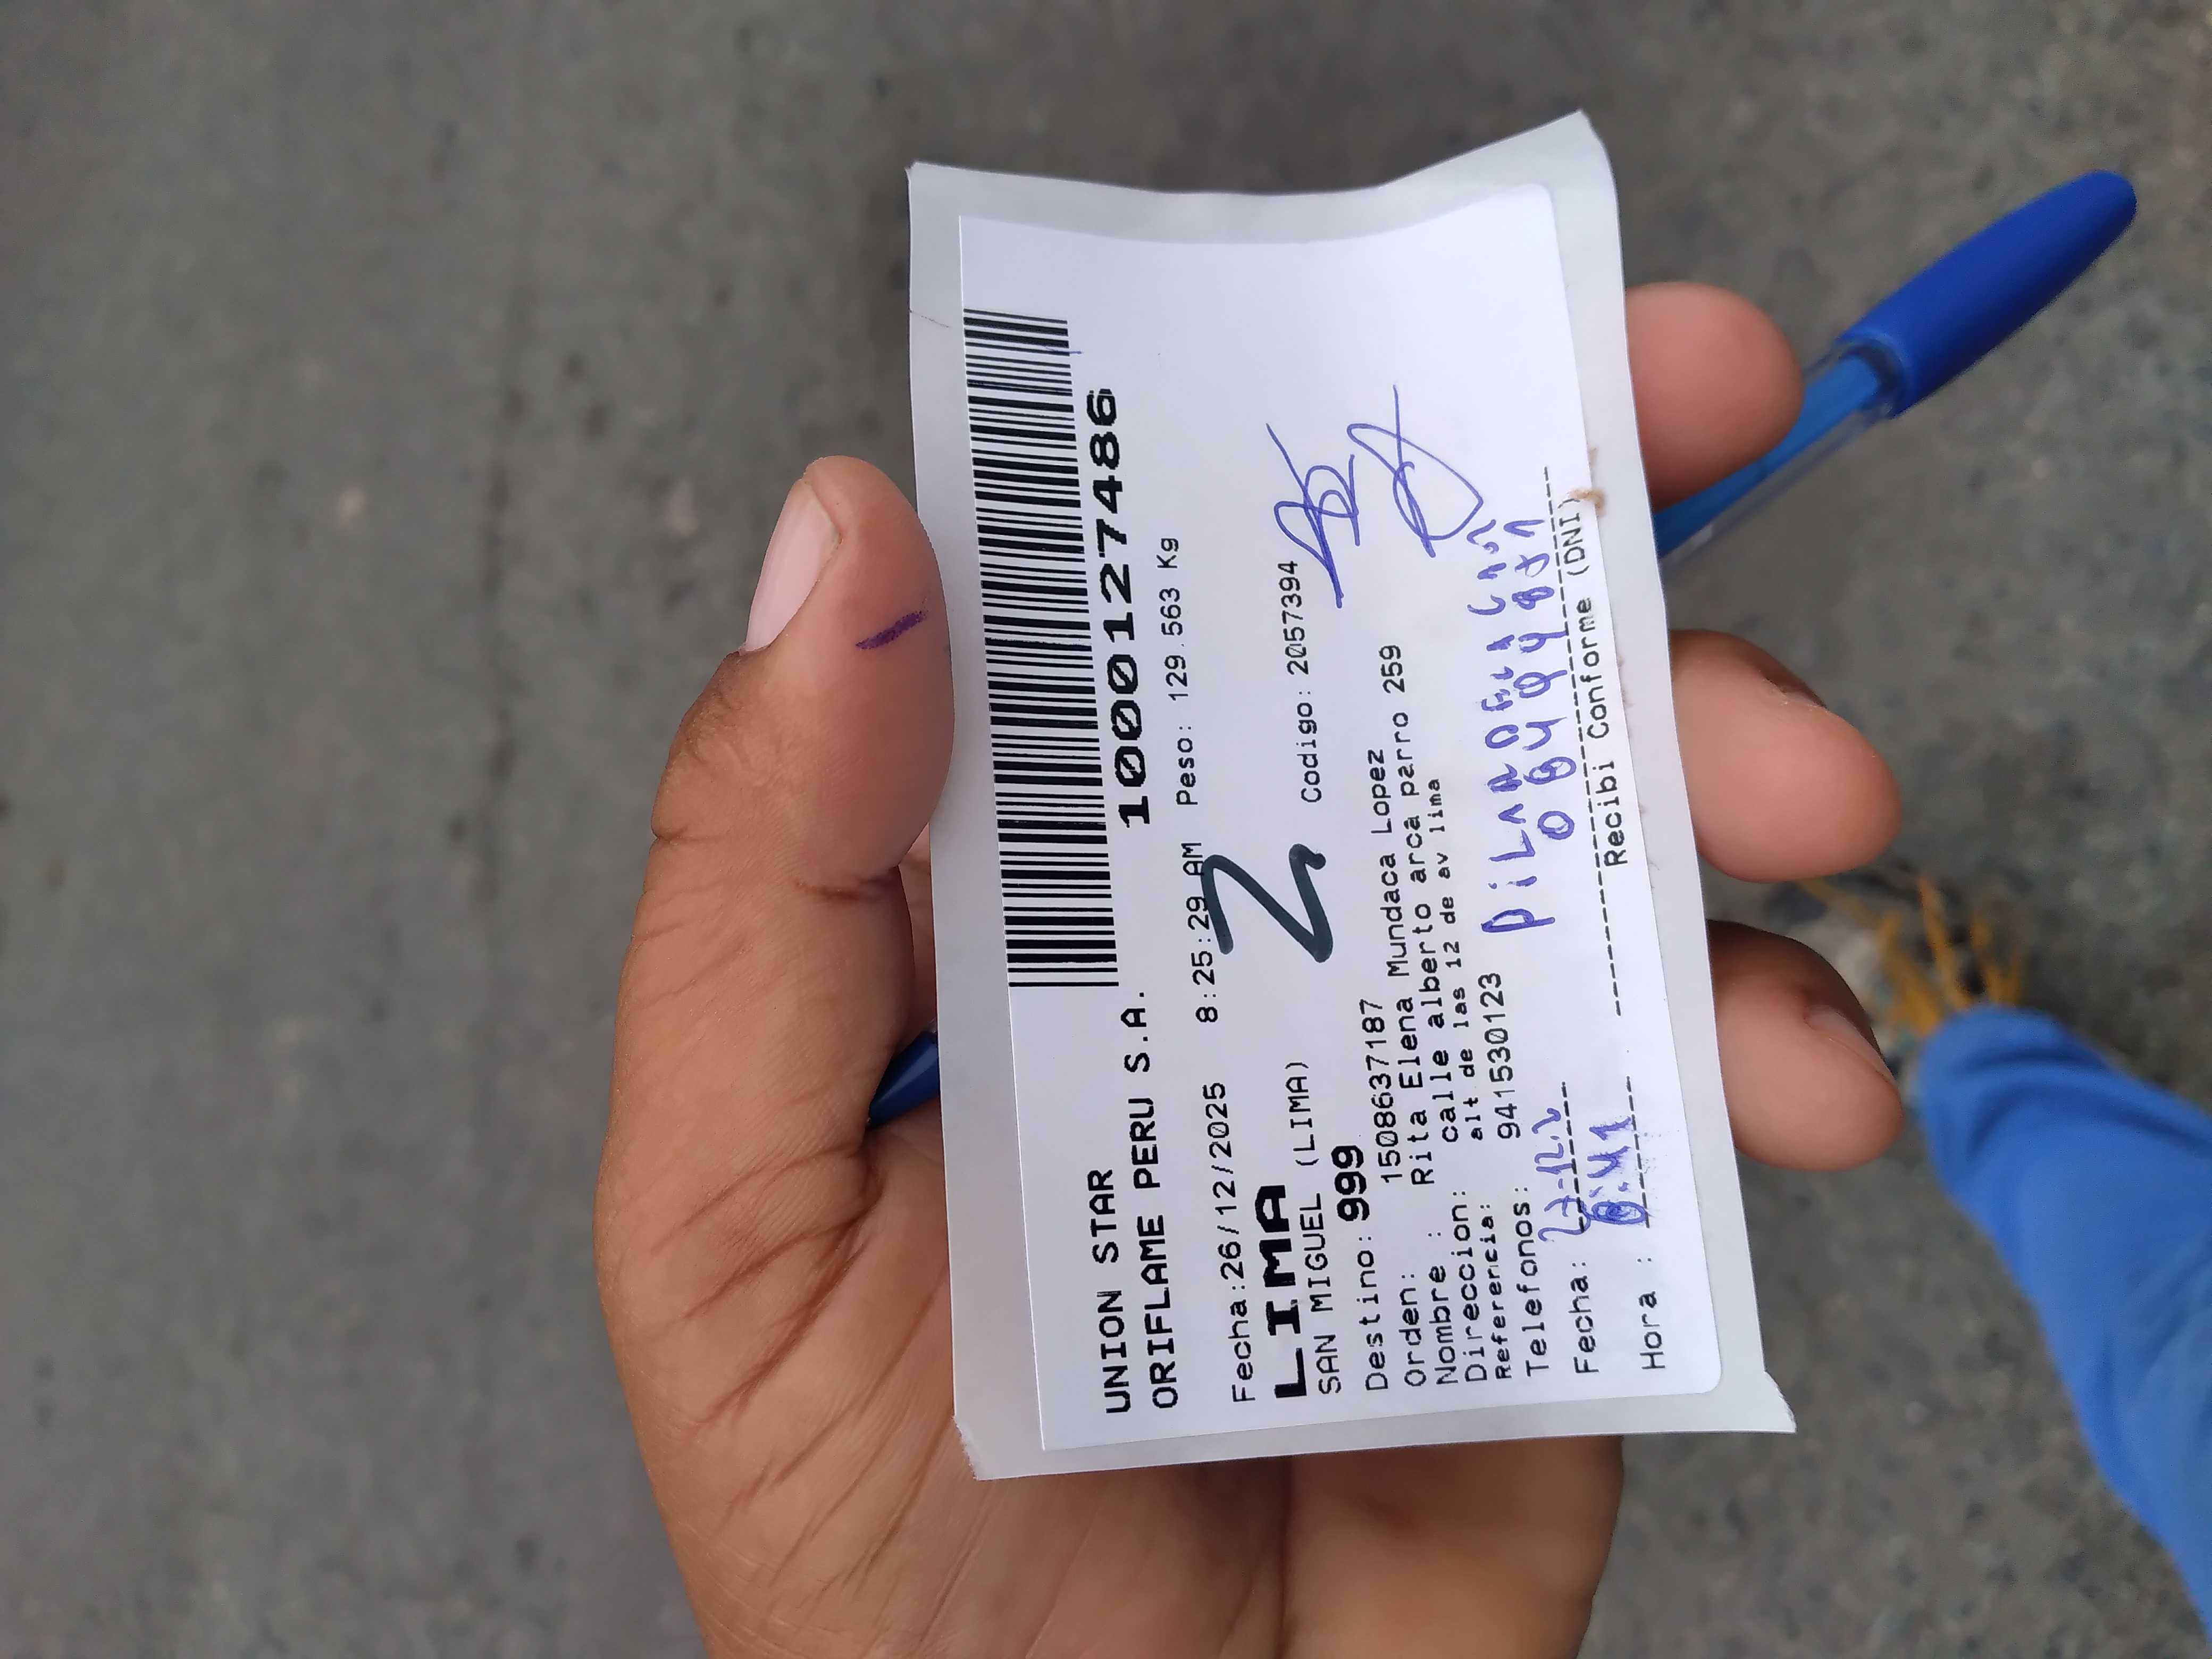 UNION STAR
ORIFLAME PERU S.A. 1000127486
Fecha:26/12/2025 8:25:29 AM Peso: 129.563 Kg
LIMA
SAN MIGUEL (LIMA) Codigo: 2057394
Destino: 999
Orden: 1508637187
Nombre : Rita Elena Mundaca Lopez
Direccion: calle alberto arca parro 259
Referencia: alt de las 12 de av lima
Telefonos: 941530123
Fecha:
Hora :
Recibi Conforme (DNI)